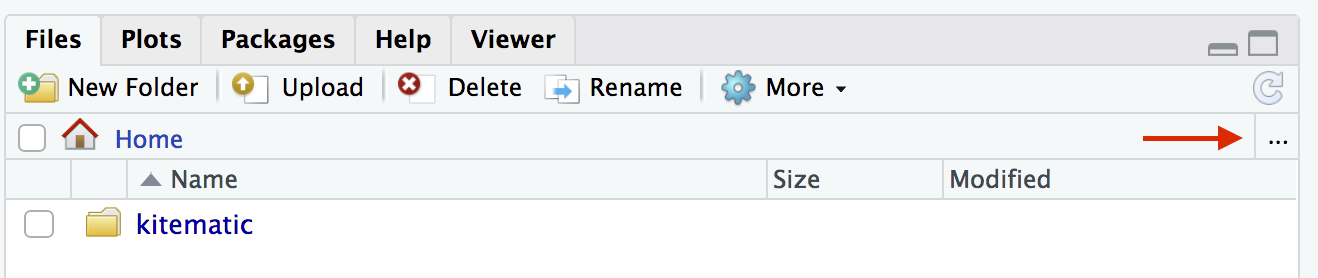 Files Plots Packages Help Viewer
New Folder Upload Delete Rename More
Home ...
Name Size Modified
kitematic